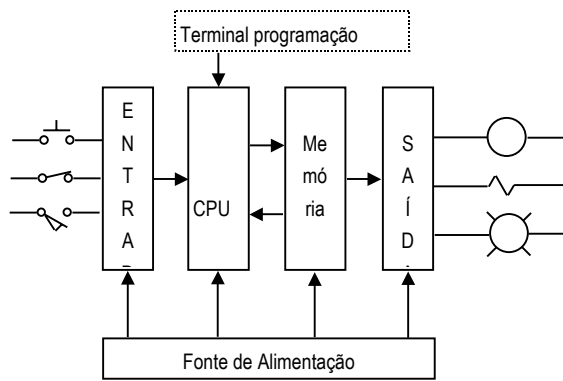 Terminal programação
E
N
T
R
A
CPU
Me
mó
ria
S
A
Í
D
Fonte de Alimentação